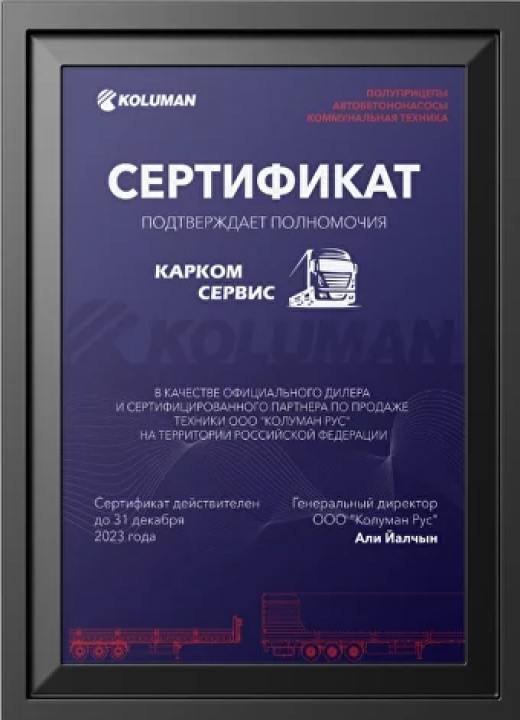 KOLUMAN
ПОЛУПРИЦЕПЫ
АВТОБЕТОНОНАСОСЫ
КОММУНАЛЬНАЯ ТЕХНИКА
СЕРТИФИКАТ
ПОДТВЕРЖДАЕТ ПОЛНОМОЧИЯ
КАРКОМ
СЕРВИС
KOLUMAN
В КАЧЕСТВЕ ОФИЦИАЛЬНОГО ДИЛЕРА
И СЕРТИФИЦИРОВАННОГО ПАРТНЕРА ПО ПРОДАЖЕ
ТЕХНИКИ ООО "КОЛУМАН РУС"
НА ТЕРРИТОРИИ РОССИЙСКОЙ ФЕДЕРАЦИИ
Сертификат действителен
до 31 декабря
2023 года
Генеральный директор
ООО "Колуман Рус"
Али Йалчын